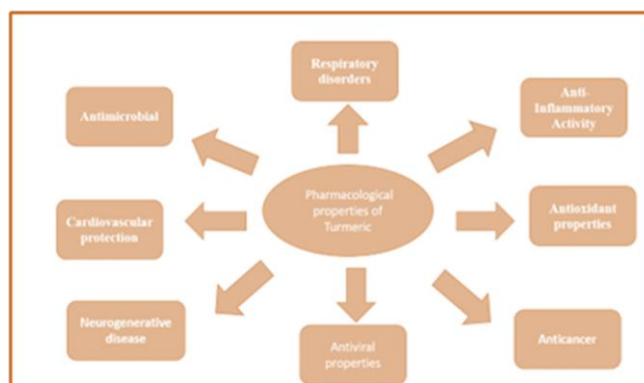 Respiratory
disorders
Antimicrobial
Anti-
Inflammatory
Activity
Pharmacological
properties of
Turmeric
Cardiovascular
protection
Antioxidant
properties
Neurogenerative
disease
Antiviral
properties
Anticancer